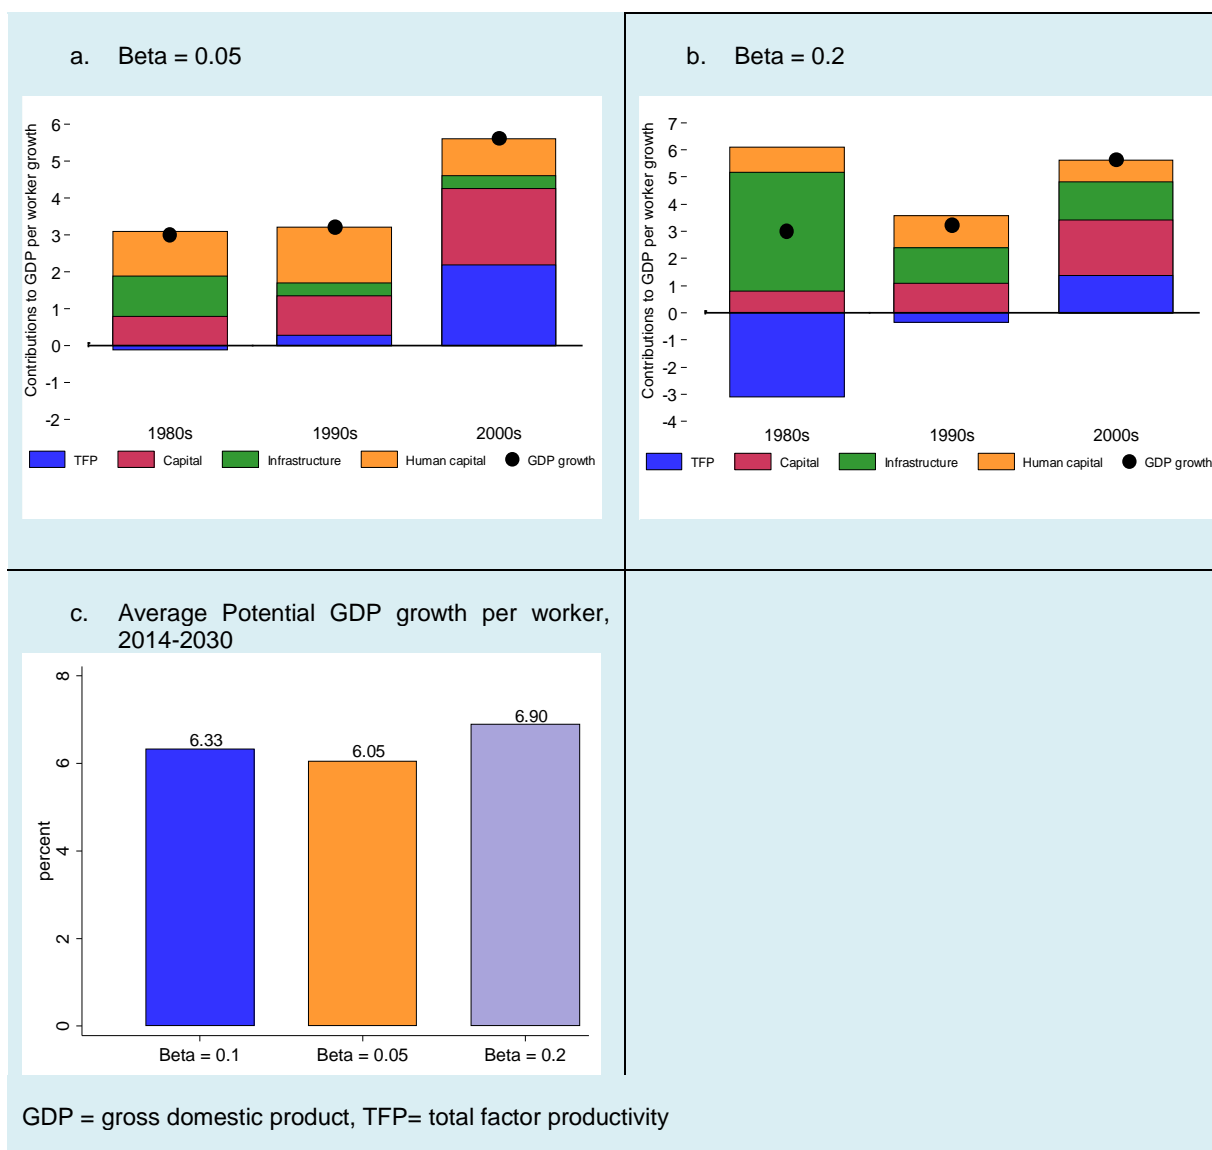 a. Beta = 0.05
Contributions to GDP per worker growth
6
5
4
3
2
1
0
-1
-2
1980s 1990s 2000s
TFP Capital Infrastructure Human capital GDP growth
b. Beta = 0.2
Contributions to GDP per worker growth
7
6
5
4
3
2
1
0
-1
-2
-3
-4
1980s 1990s 2000s
TFP Capital Infrastructure Human capital GDP growth
c. Average Potential GDP growth per worker,
2014-2030
percent
8
6
4
2
0
6.33
6.05
6.90
Beta = 0.1 Beta = 0.05 Beta = 0.2
GDP = gross domestic product, TFP= total factor productivity